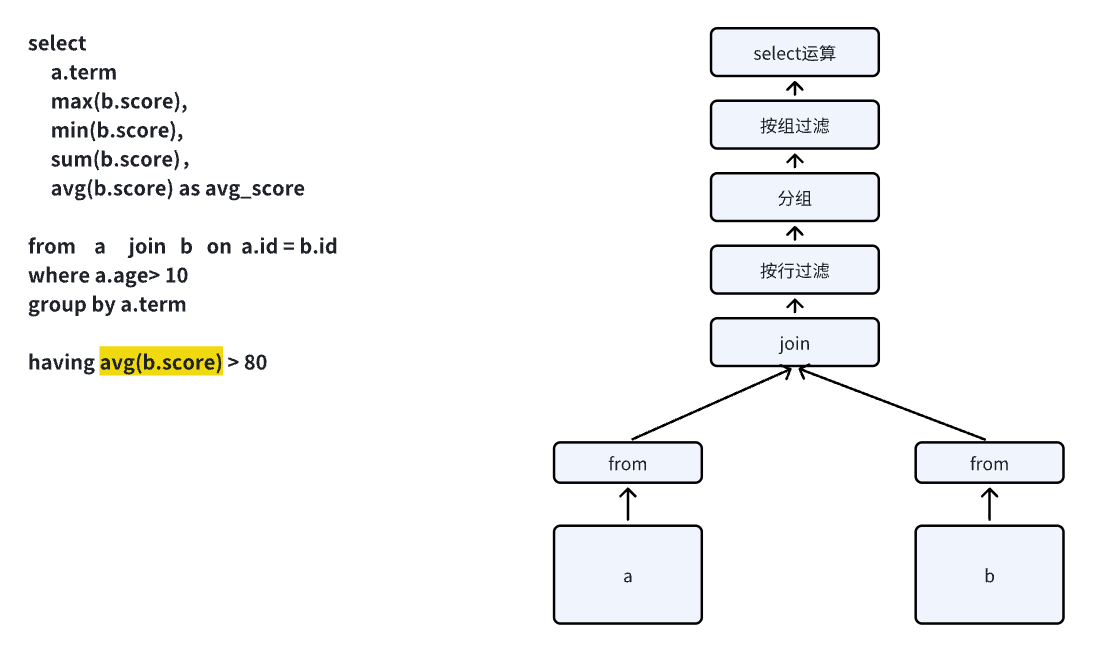 select
a.term
max(b.score),
min(b.score),
sum(b.score)，
avg(b.score) as avg_score
from a join b on a.id = b.id
where a.age> 10
group by a.term
having avg(b.score) > 80
select运算
按组过滤
分组
按行过滤
join
from
from
a
b